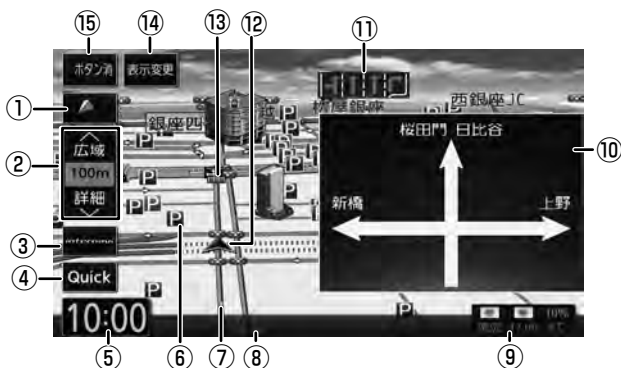 ⑮ ⑭ ⑬ ⑫ ⑪
ボタン消 表示変更
①
②
広域
100m
詳細
③
④
Quick
10:00
銀座四
西銀座JC
桜田門 日比谷
新橋 上野
⑩
P
⑤ ⑥ ⑦ ⑧ ⑨